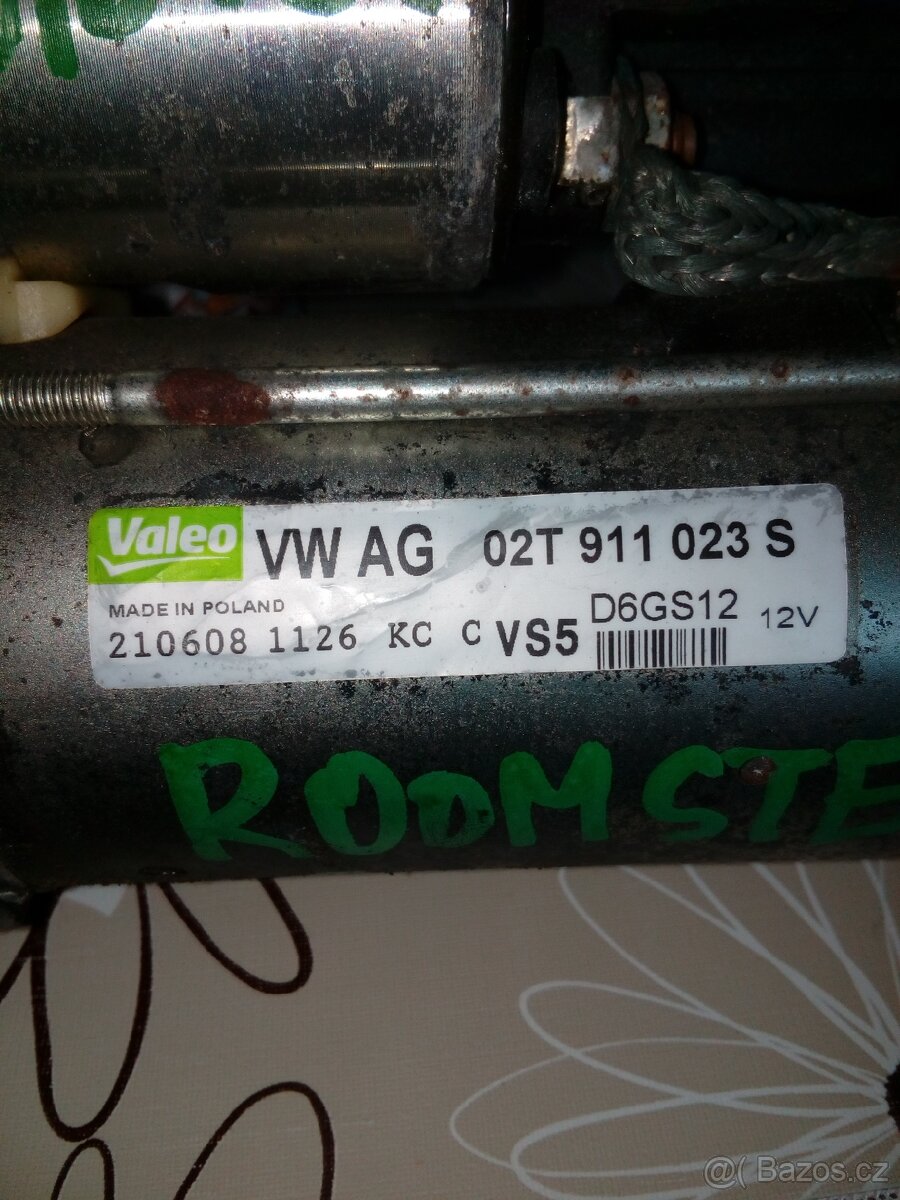 Valeo VW AG 02T 911 023 S
MADE IN POLAND
D6GS12 12V
210608 1126 KC C VS5
ROOMSTE
@( Bazos.cz